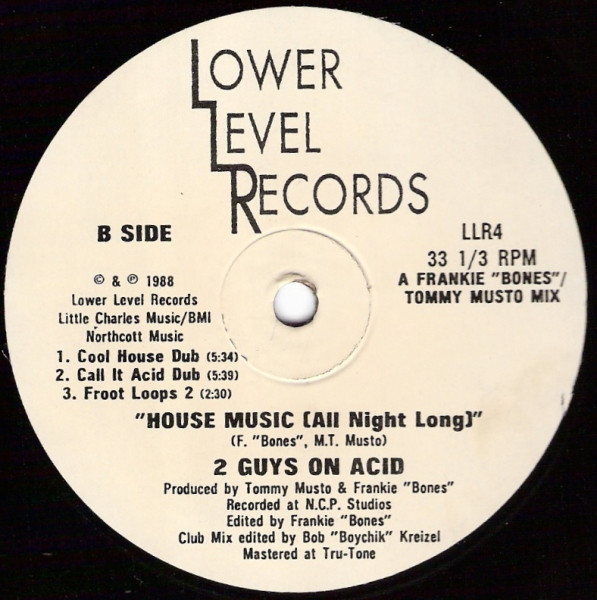 LOWER
LEVEL
RECORDS
B SIDE
LLR4
33 1/3 RPM
A FRANKIE "BONES"/
TOMMY MUSTO MIX
© & ℗ 1988
Lower Level Records
Little Charles Music/BMI
Northcott Music
1. Cool House Dub (5:34)
2. Call It Acid Dub (5:39)
3. Froot Loops 2 (2:30)
"HOUSE MUSIC (All Night Long)"
(F. "Bones", M.T. Musto)
2 GUYS ON ACID
Produced by Tommy Musto & Frankie "Bones"
Recorded at N.C.P. Studios
Edited by Frankie "Bones"
Club Mix edited by Bob "Boychik" Kreizel
Mastered at Tru-Tone